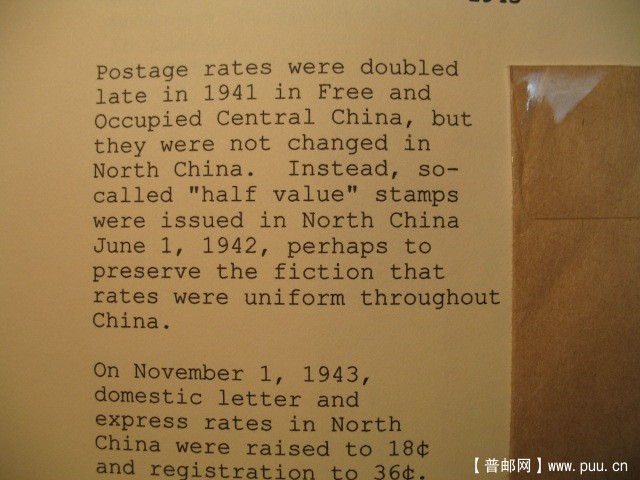 1943
Postage rates were doubled
late in 1941 in Free and
Occupied Central China, but
they were not changed in
North China.  Instead, so-
called "half value" stamps
were issued in North China
June 1, 1942, perhaps to
preserve the fiction that
rates were uniform throughout
China.
On November 1, 1943,
domestic letter and
express rates in North
China were raised to 18¢
and registration to 36¢.
【普邮网】www.puu.cn